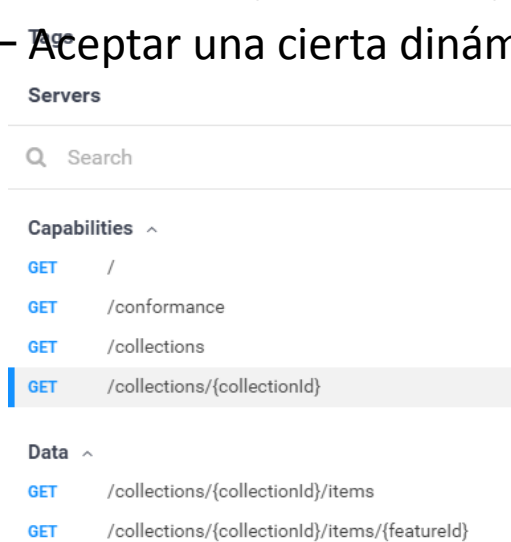 Tags
– Aceptar una cierta dinám
Servers
Search
Capabilities
GET /
GET /conformance
GET /collections
GET /collections/{collectionId}
Data
GET /collections/{collectionId}/items
GET /collections/{collectionId}/items/{featureId}